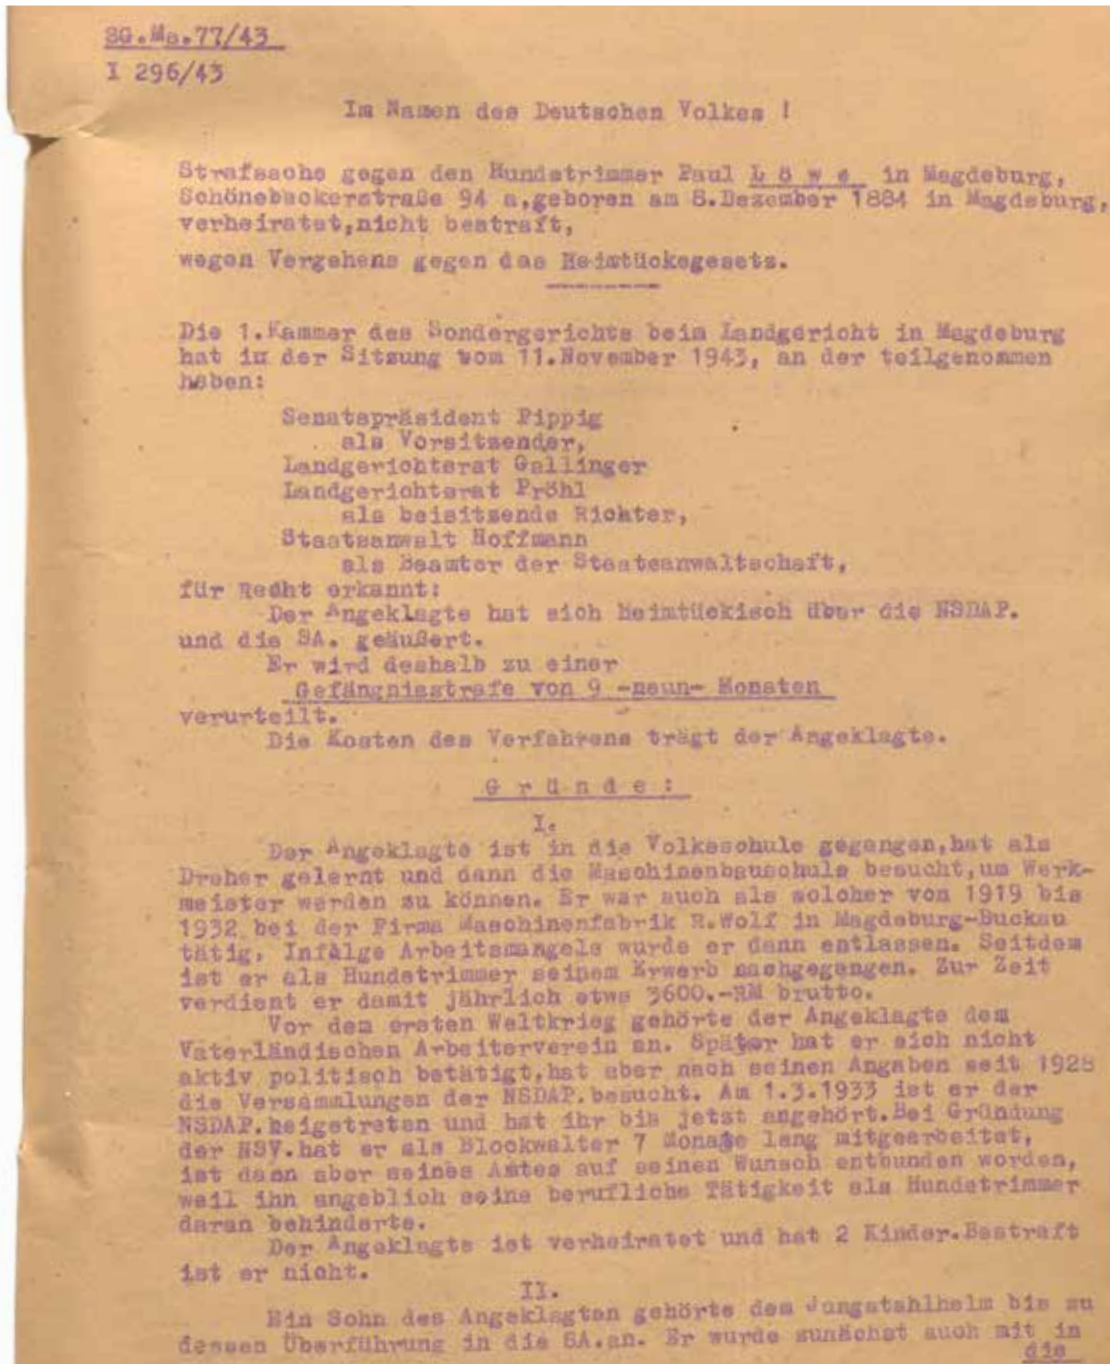 SG.Ma.77/43
I 296/43
Im Namen des Deutschen Volkes !
Strafsache gegen den Hundetrimmer Paul L ö w e in Magdeburg,
Schönebeckerstraße 94 a,geboren am 8.Dezember 1884 in Magdeburg,
verheiratet,nicht bestraft,
wegen Vergehens gegen das Heimtückegesetz.
Die 1.Kammer des Sondergerichts beim Landgericht in Magdeburg
hat in der Sitzung vom 11.November 1943, an der teilgenommen
haben:
Senatspräsident Pippig
als Vorsitzender,
Landgerichtsrat Gallinger
Landgerichtsrat Pröhl
als beisitzende Richter,
Staatsanwalt Hoffmann
als Beamter der Staatsanwaltschaft,
für Recht erkannt:
Der Angeklagte hat sich heimtückisch über die NSDAP.
und die SA. geäußert.
Er wird deshalb zu einer
Gefängnisstrafe von 9 -neun- Monaten
verurteilt.
Die Kosten des Verfahrens trägt der Angeklagte.
G r ü n d e :
I.
Der Angeklagte ist in die Volksschule gegangen,hat als
Dreher gelernt und dann die Maschinenbauschule besucht,um Werk-
meister werden zu können. Er war auch als solcher von 1919 bis
1932 bei der Firma Maschinenfabrik R.Wolf in Magdeburg-Buckau
tätig. Infolge Arbeitsmangels wurde er dann entlassen. Seitdem
ist er als Hundetrimmer seinem Erwerb nachgegangen. Zur Zeit
verdient er damit jährlich etwa 3600.-RM brutto.
Vor dem ersten Weltkrieg gehörte der Angeklagte dem
Vaterländischen Arbeiterverein an. Später hat er sich nicht
aktiv politisch betätigt,hat aber nach seinen Angaben seit 1928
die Versammlungen der NSDAP.besucht. Am 1.3.1933 ist er der
NSDAP.beigetreten und hat ihr bis jetzt angehört.Bei Gründung
der NSV.hat er als Blockwalter 7 Monate lang mitgearbeitet,
ist dann aber seines Amtes auf seinen Wunsch entbunden worden,
weil ihn angeblich seine berufliche Tätigkeit als Hundetrimmer
daran behinderte.
Der Angeklagte ist verheiratet und hat 2 Kinder.Bestraft
ist er nicht.
II.
Ein Sohn des Angeklagten gehörte dem Jungstahlhelm bis zu
dessen Überführung in die SA.an. Er wurde zunächst auch mit in
die